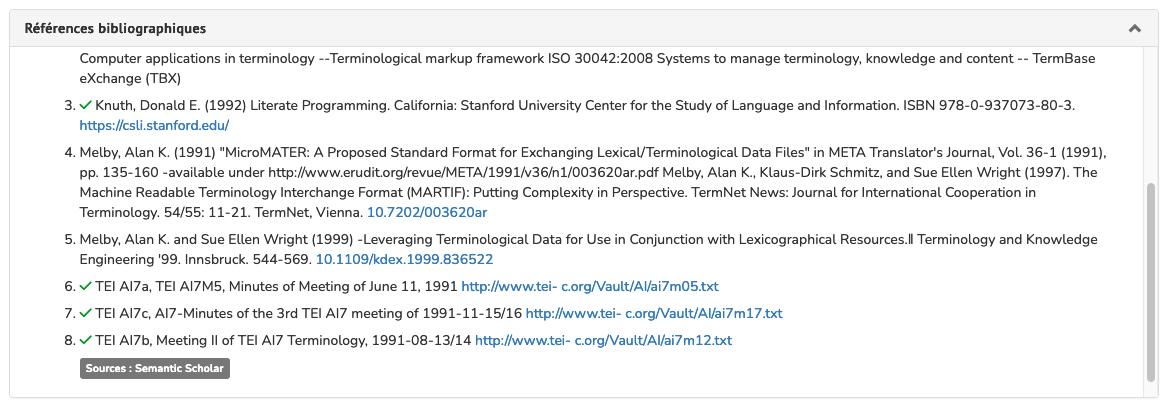 Références bibliographiques
Computer applications in terminology --Terminological markup framework ISO 30042:2008 Systems to manage terminology, knowledge and content -- TermBase
eXchange (TBX)
3. ✓ Knuth, Donald E. (1992) Literate Programming. California: Stanford University Center for the Study of Language and Information. ISBN 978-0-937073-80-3.
https://csli.stanford.edu/
4. Melby, Alan K. (1991) "MicroMATER: A Proposed Standard Format for Exchanging Lexical/Terminological Data Files" in META Translator's Journal, Vol. 36-1 (1991),
pp. 135-160 -available under http://www.erudit.org/revue/META/1991/v36/n1/003620ar.pdf Melby, Alan K., Klaus-Dirk Schmitz, and Sue Ellen Wright (1997). The
Machine Readable Terminology Interchange Format (MARTIF): Putting Complexity in Perspective. TermNet News: Journal for International Cooperation in
Terminology. 54/55: 11-21. TermNet, Vienna. 10.7202/003620ar
5. Melby, Alan K. and Sue Ellen Wright (1999) -Leveraging Terminological Data for Use in Conjunction with Lexicographical Resources.‖ Terminology and Knowledge
Engineering '99. Innsbruck. 544-569. 10.1109/kdex.1999.836522
6. ✓ TEI AI7a, TEI AI7M5, Minutes of Meeting of June 11, 1991 http://www.tei- c.org/Vault/AI/ai7m05.txt
7. ✓ TEI AI7c, AI7-Minutes of the 3rd TEI AI7 meeting of 1991-11-15/16 http://www.tei- c.org/Vault/AI/ai7m17.txt
8. ✓ TEI AI7b, Meeting II of TEI AI7 Terminology, 1991-08-13/14 http://www.tei- c.org/Vault/AI/ai7m12.txt
Sources : Semantic Scholar